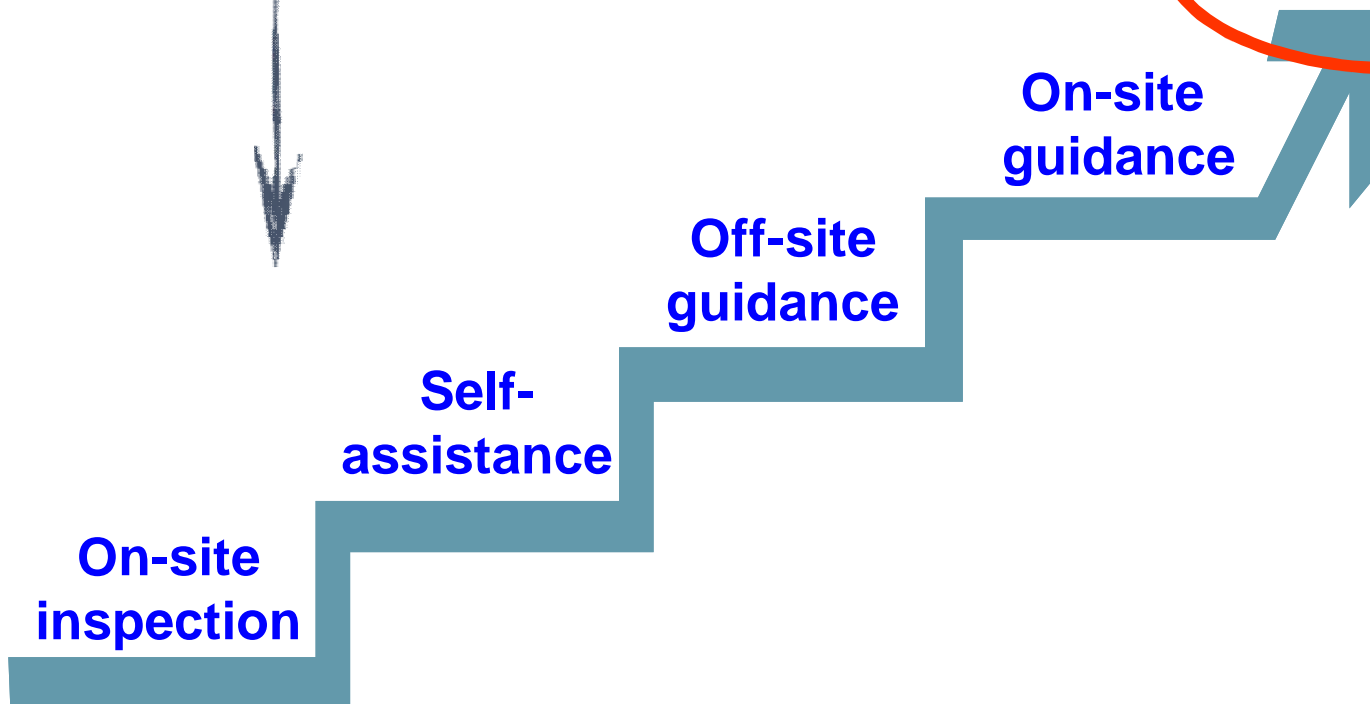 On-site
guidance
Off-site
guidance
Self-
assistance
On-site
inspection